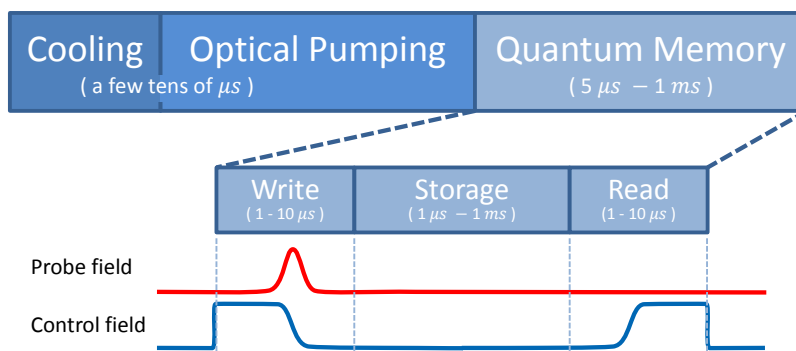 Cooling Optical Pumping Quantum Memory
( a few tens of μs ) ( 5 μs − 1 ms )
Write Storage Read
( 1 - 10 μs ) ( 1 μs − 1 ms ) (1 - 10 μs )
Probe field
Control field